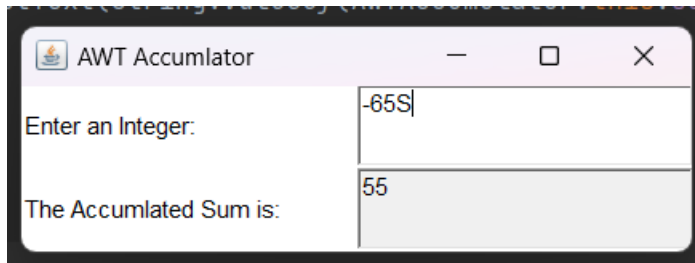 AWT Accumlator
Enter an Integer:
-65S
The Accumlated Sum is:
55